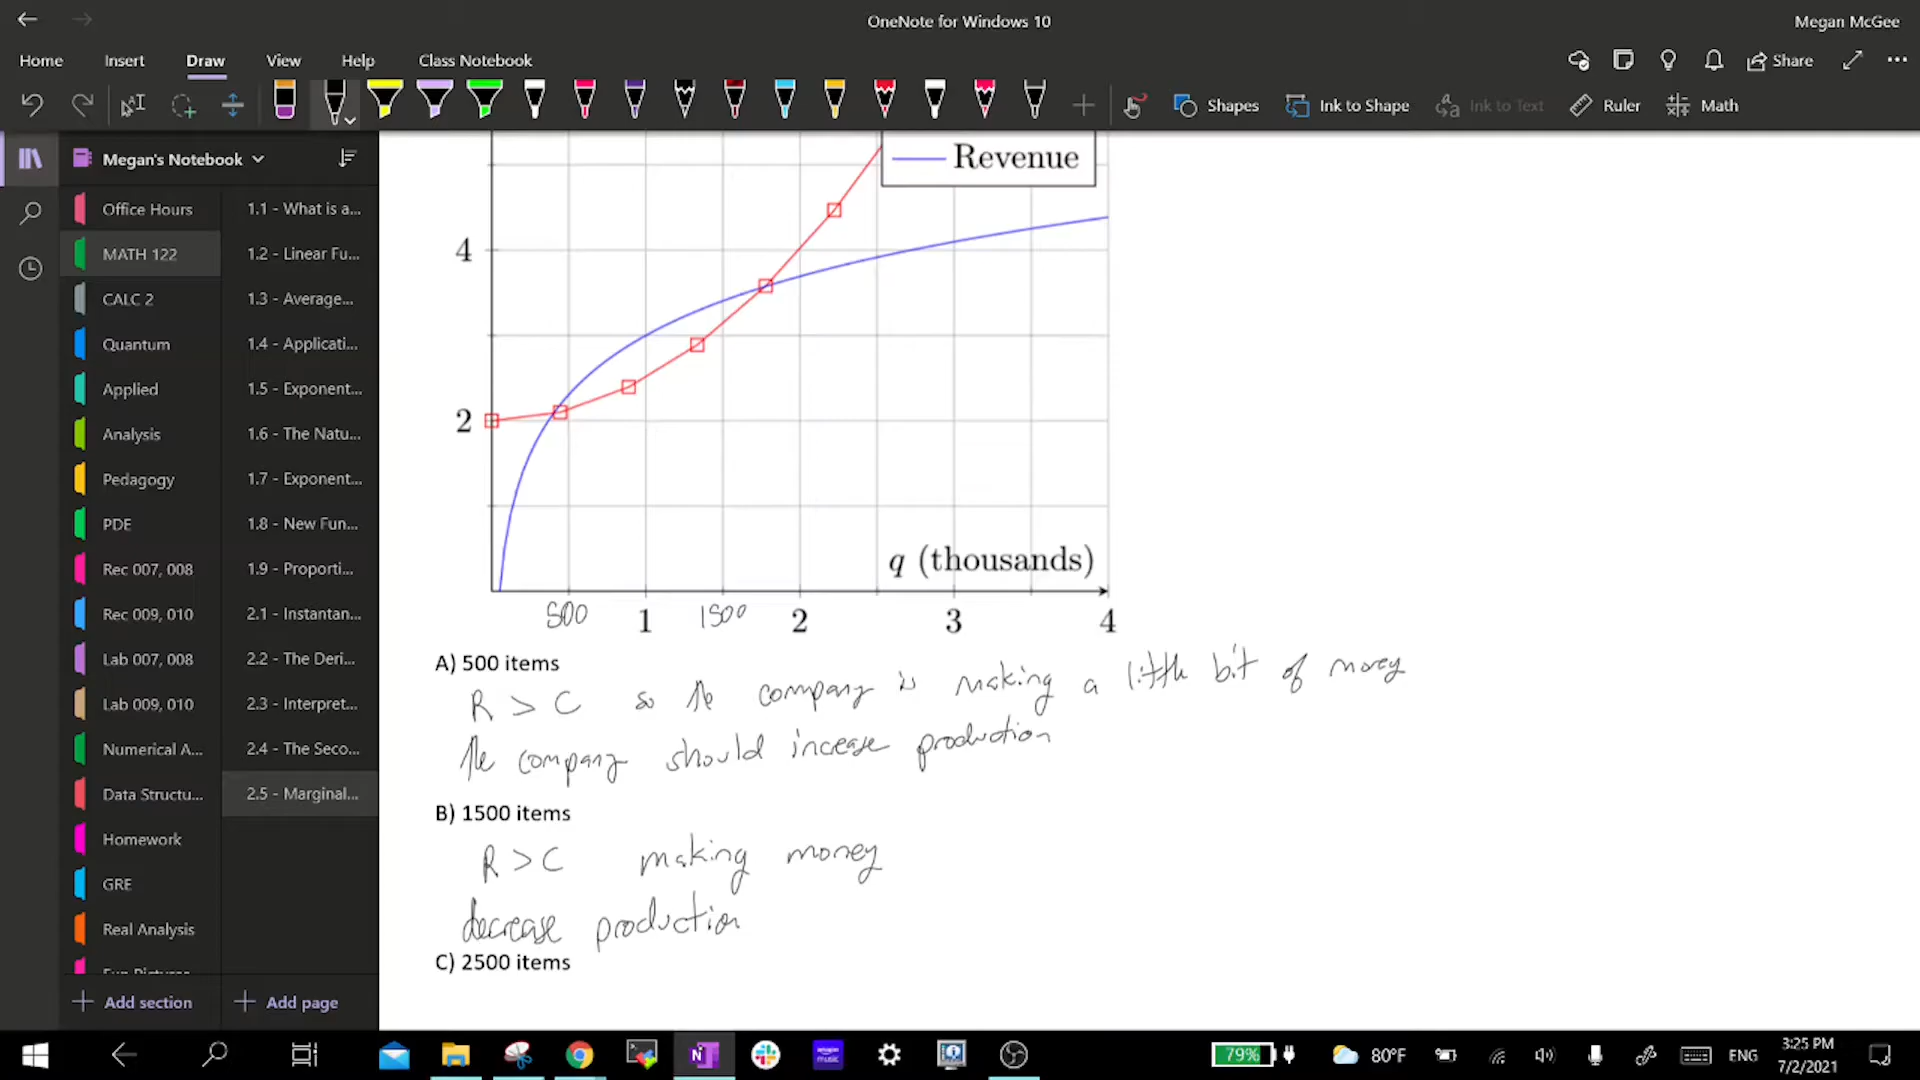 OneNote for Windows 10
Megan McGee
Home Insert Draw View Help Class Notebook
Share
Shapes Ink to Shape Ink to Text Ruler Math
Megan's Notebook
Office Hours
MATH 122
CALC 2
Quantum
Applied
Analysis
Pedagogy
PDE
Rec 007, 008
Rec 009, 010
Lab 007, 008
Lab 009, 010
Numerical A...
Data Structu...
Homework
GRE
Real Analysis
Fun Pictures
Add section
1.1 - What is a...
1.2 - Linear Fu...
1.3 - Average...
1.4 - Applicati...
1.5 - Exponent...
1.6 - The Natu...
1.7 - Exponent...
1.8 - New Fun...
1.9 - Proporti...
2.1 - Instantan...
2.2 - The Deri...
2.3 - Interpret...
2.4 - The Seco...
2.5 - Marginal...
Add page
Revenue
4
2
q (thousands)
500 1 1500 2 3 4
A) 500 items
R > C so the company is making a little bit of money
the company should increase production
B) 1500 items
R > C making money
decrease production
C) 2500 items
amazon music
79%
80°F
ENG
3:25 PM
7/2/2021